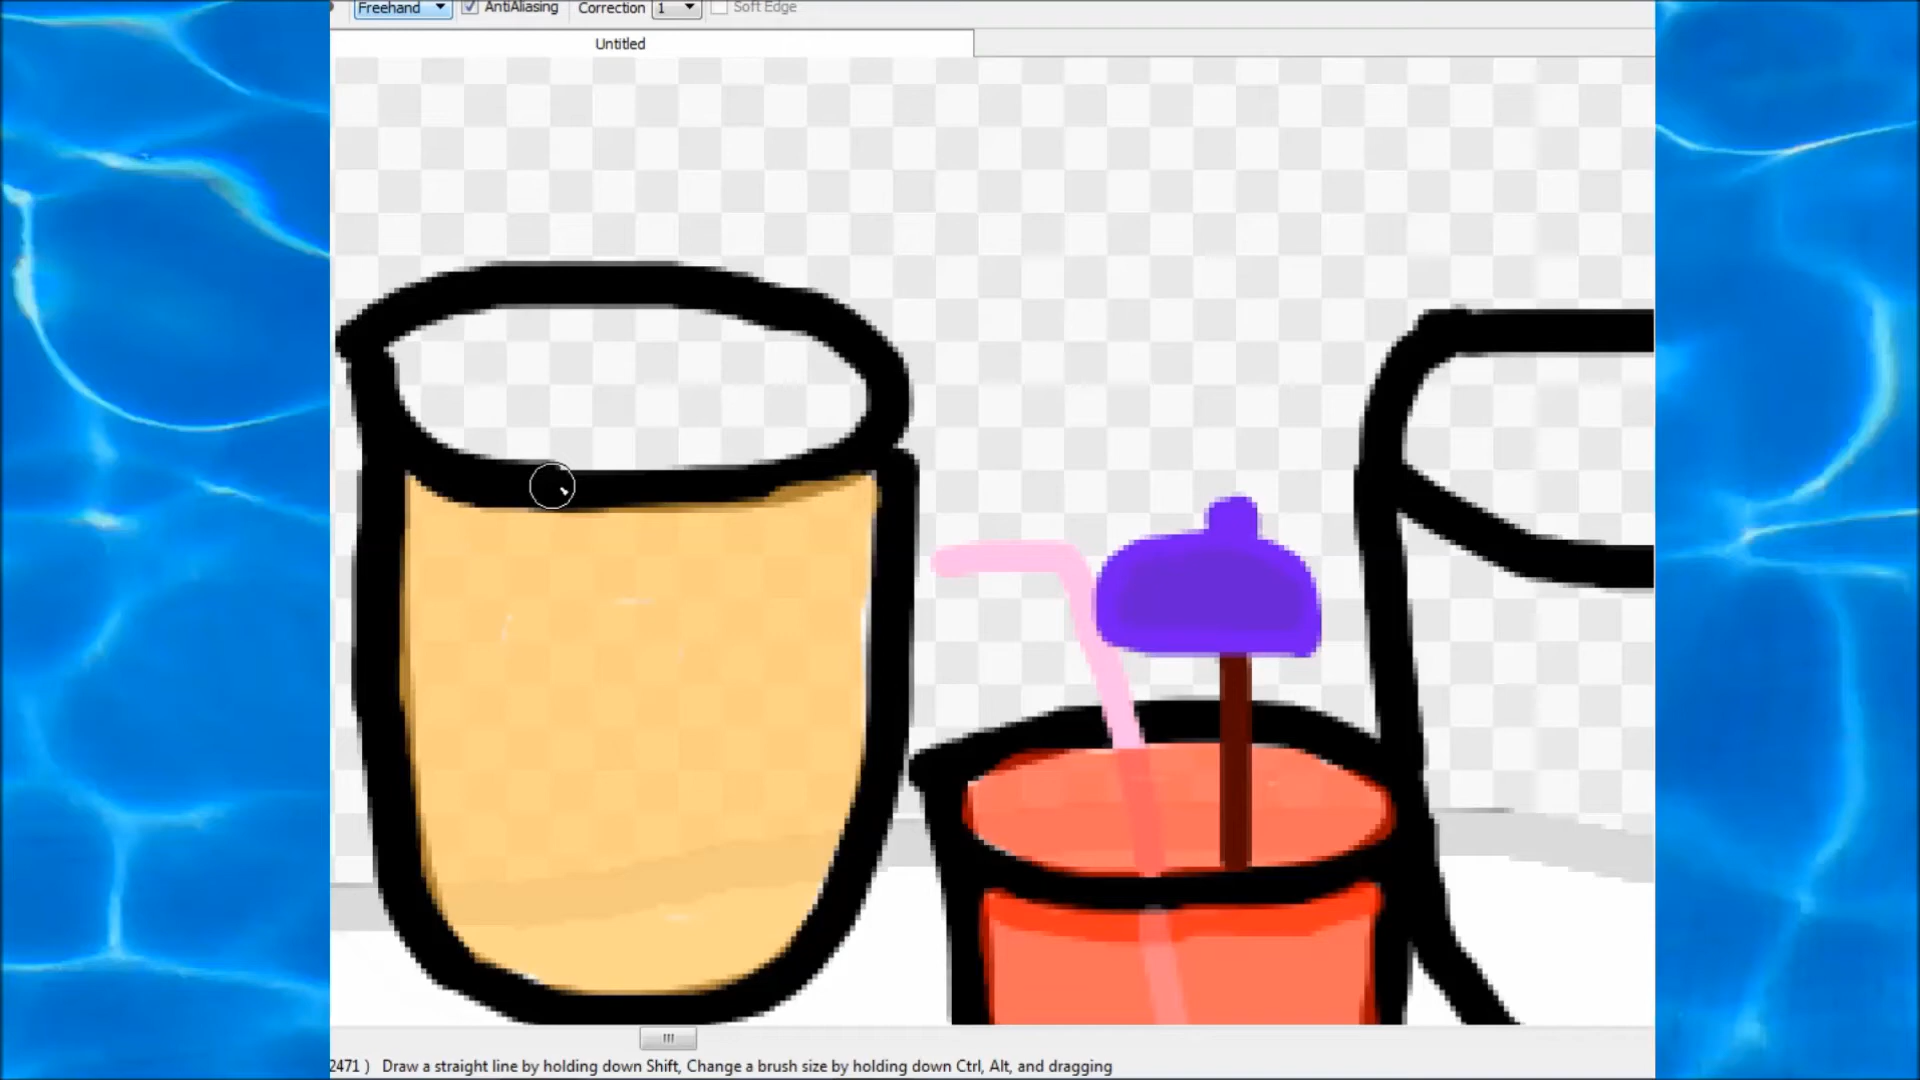 Freehand AntiAliasing Correction 1 Soft Edge
Untitled
2471 ) Draw a straight line by holding down Shift, Change a brush size by holding down Ctrl, Alt, and dragging